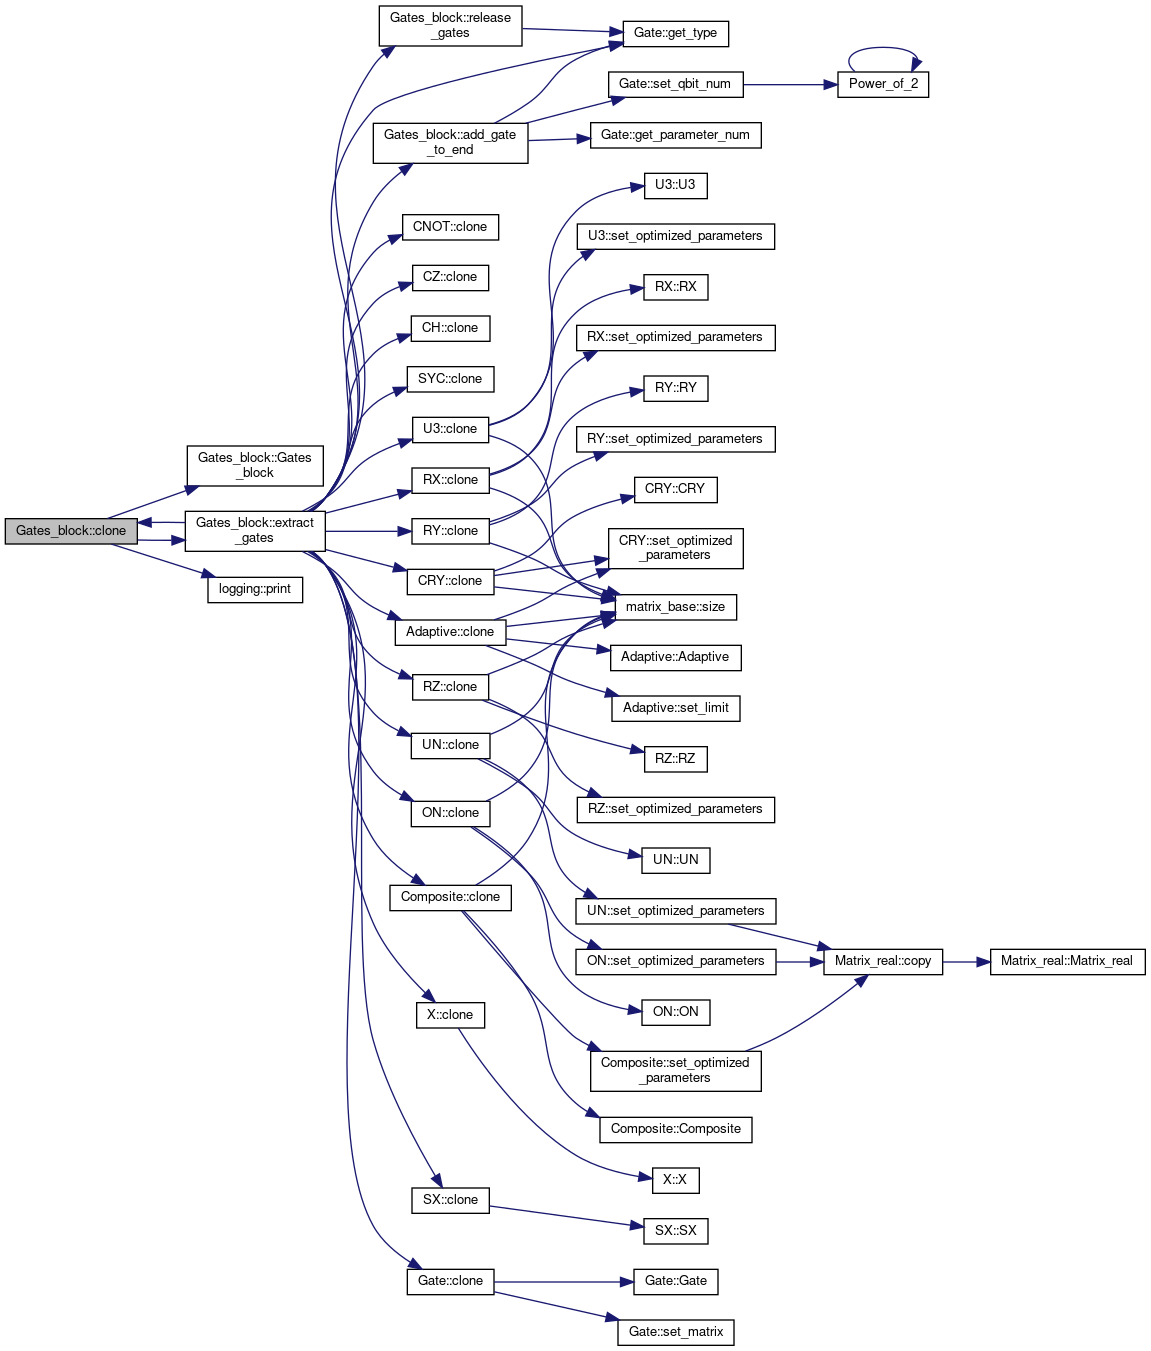 Gates_block::release
_gates
Gate::get_type
Gate::set_qbit_num
Power_of_2
Gates_block::add_gate
_to_end
Gate::get_parameter_num
U3::U3
CNOT::clone
U3::set_optimized_parameters
CZ::clone
RX::RX
CH::clone
RX::set_optimized_parameters
SYC::clone
RY::RY
U3::clone
RY::set_optimized_parameters
Gates_block::Gates
_block
RX::clone
CRY::CRY
Gates_block::clone
Gates_block::extract
_gates
RY::clone
CRY::set_optimized
_parameters
logging::print
CRY::clone
matrix_base::size
Adaptive::clone
Adaptive::Adaptive
RZ::clone
Adaptive::set_limit
UN::clone
RZ::RZ
ON::clone
RZ::set_optimized_parameters
UN::UN
Composite::clone
UN::set_optimized_parameters
ON::set_optimized_parameters
Matrix_real::copy
Matrix_real::Matrix_real
X::clone
ON::ON
Composite::set_optimized
_parameters
Composite::Composite
X::X
SX::clone
SX::SX
Gate::clone
Gate::Gate
Gate::set_matrix